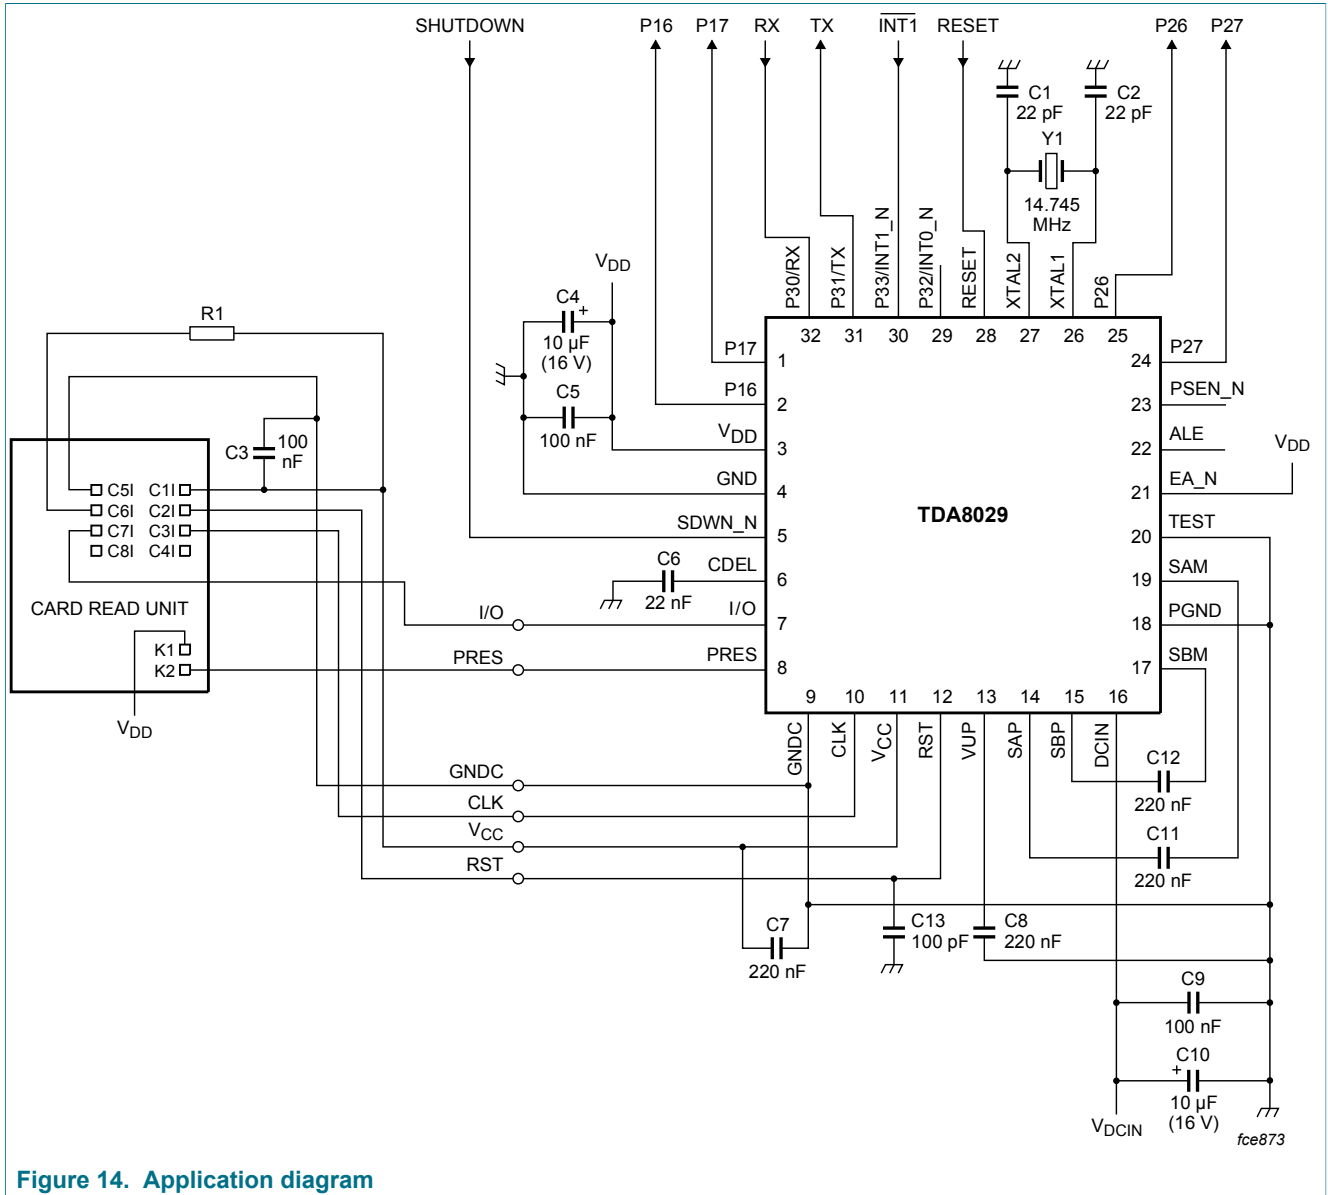 SHUTDOWN P16 P17 RX TX INT1 RESET P26 P27
C1
22 pF
C2
22 pF
Y1
14.745
MHz
VDD
C4
+
10 µF
(16 V)
C5
100 nF
R1
P30/RX
P31/TX
P33/INT1_N
P32/INT0_N
RESET
XTAL2
XTAL1
P26
32 31 30 29 28 27 26 25
P17 1
P16 2
VDD 3
GND 4
SDWN_N 5
CDEL 6
I/O 7
PRES 8
TDA8029
24 P27
23 PSEN_N
22 ALE
21 EA_N
VDD
20 TEST
19 SAM
18 PGND
17 SBM
9 10 11 12 13 14 15 16
GNDC
CLK
VCC
RST
VUP
SAP
SBP
DCIN
C3 100
nF
C5I C1I
C6I C2I
C7I C3I
C8I C4I
CARD READ UNIT
K1
K2
VDD
C6
22 nF
I/O
PRES
GNDC
CLK
VCC
RST
C12
220 nF
C11
220 nF
C7
220 nF
C13
100 pF
C8
220 nF
C9
100 nF
C10
+
10 µF
(16 V)
VDCIN
fce873
Figure 14. Application diagram